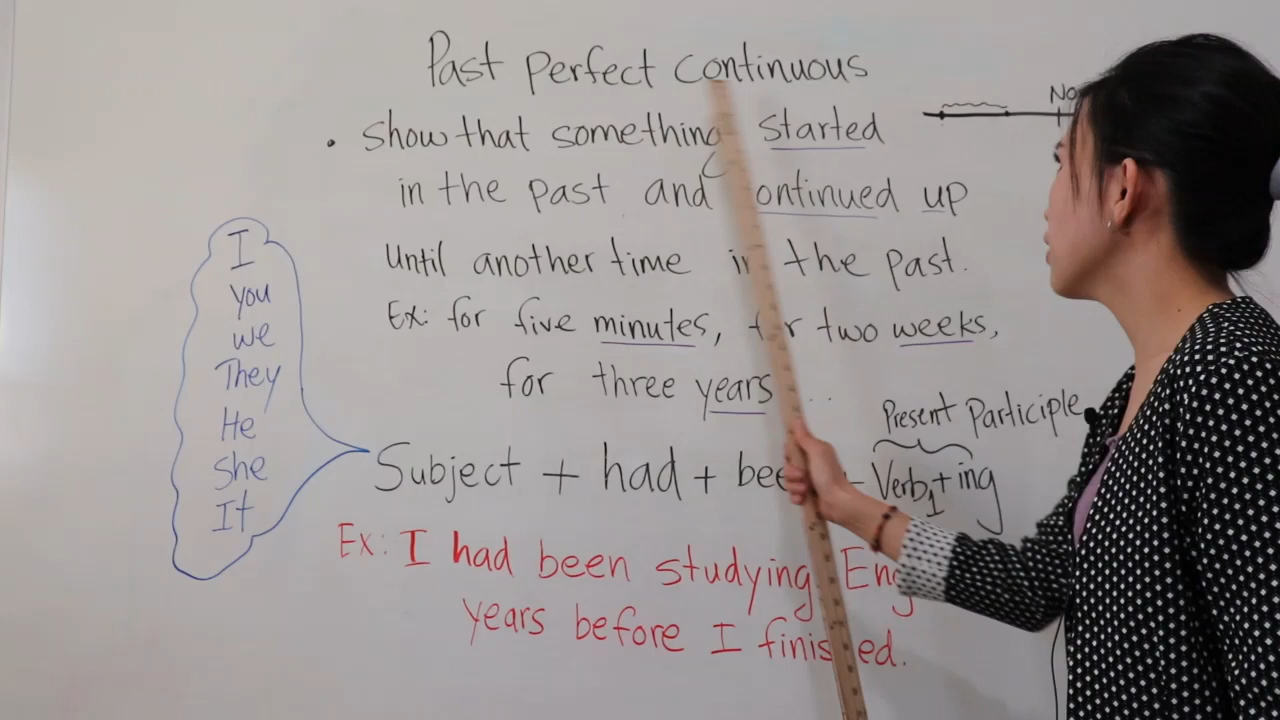 Past perfect continuous
No
• Show that something started
in the past and continued up
Until another time in the past.
Ex: for five minutes, for two weeks,
for three years ...
Present Participle
I
you
we
They
He
She
It
Subject + had + been + Verb1+ing
Ex: I had been studying Eng
years before I finished.